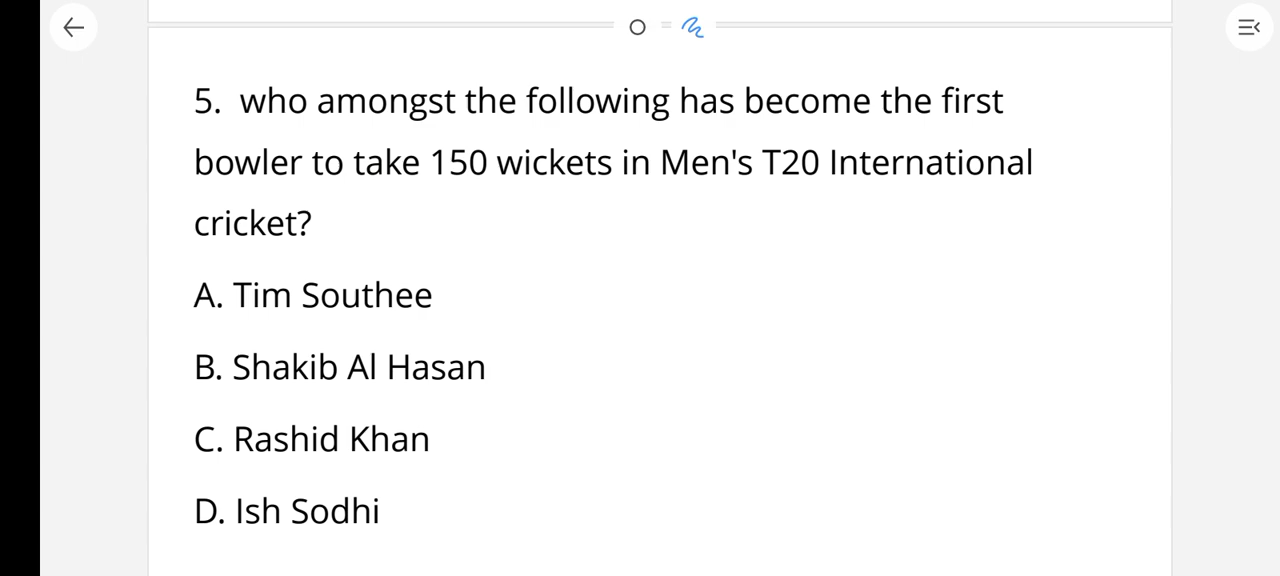 5. who amongst the following has become the first
bowler to take 150 wickets in Men's T20 International
cricket?
A. Tim Southee
B. Shakib Al Hasan
C. Rashid Khan
D. Ish Sodhi